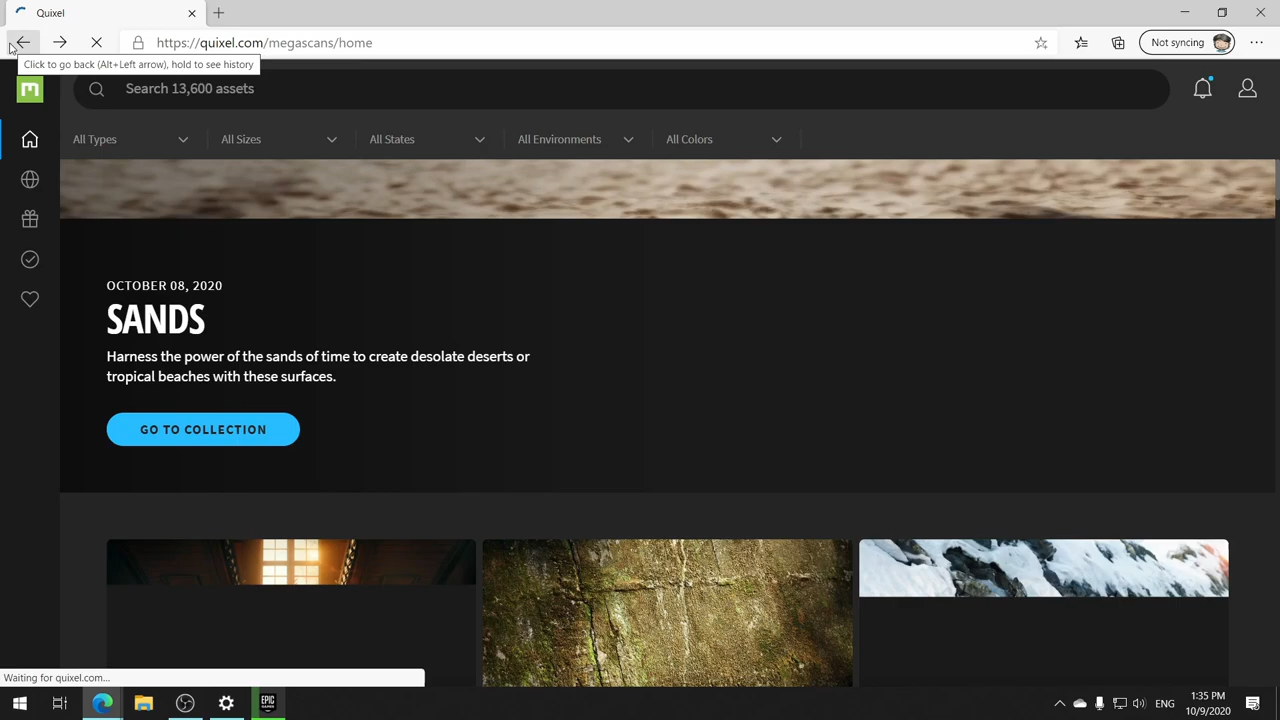 Quixel
https://quixel.com/megascans/home
Not syncing
Click to go back (Alt+Left arrow), hold to see history
Search 13,600 assets
All Types
All Sizes
All States
All Environments
All Colors
OCTOBER 08, 2020
SANDS
Harness the power of the sands of time to create desolate deserts or
tropical beaches with these surfaces.
GO TO COLLECTION
Waiting for quixel.com...
EPIC
GAMES
ENG
1:35 PM
10/9/2020